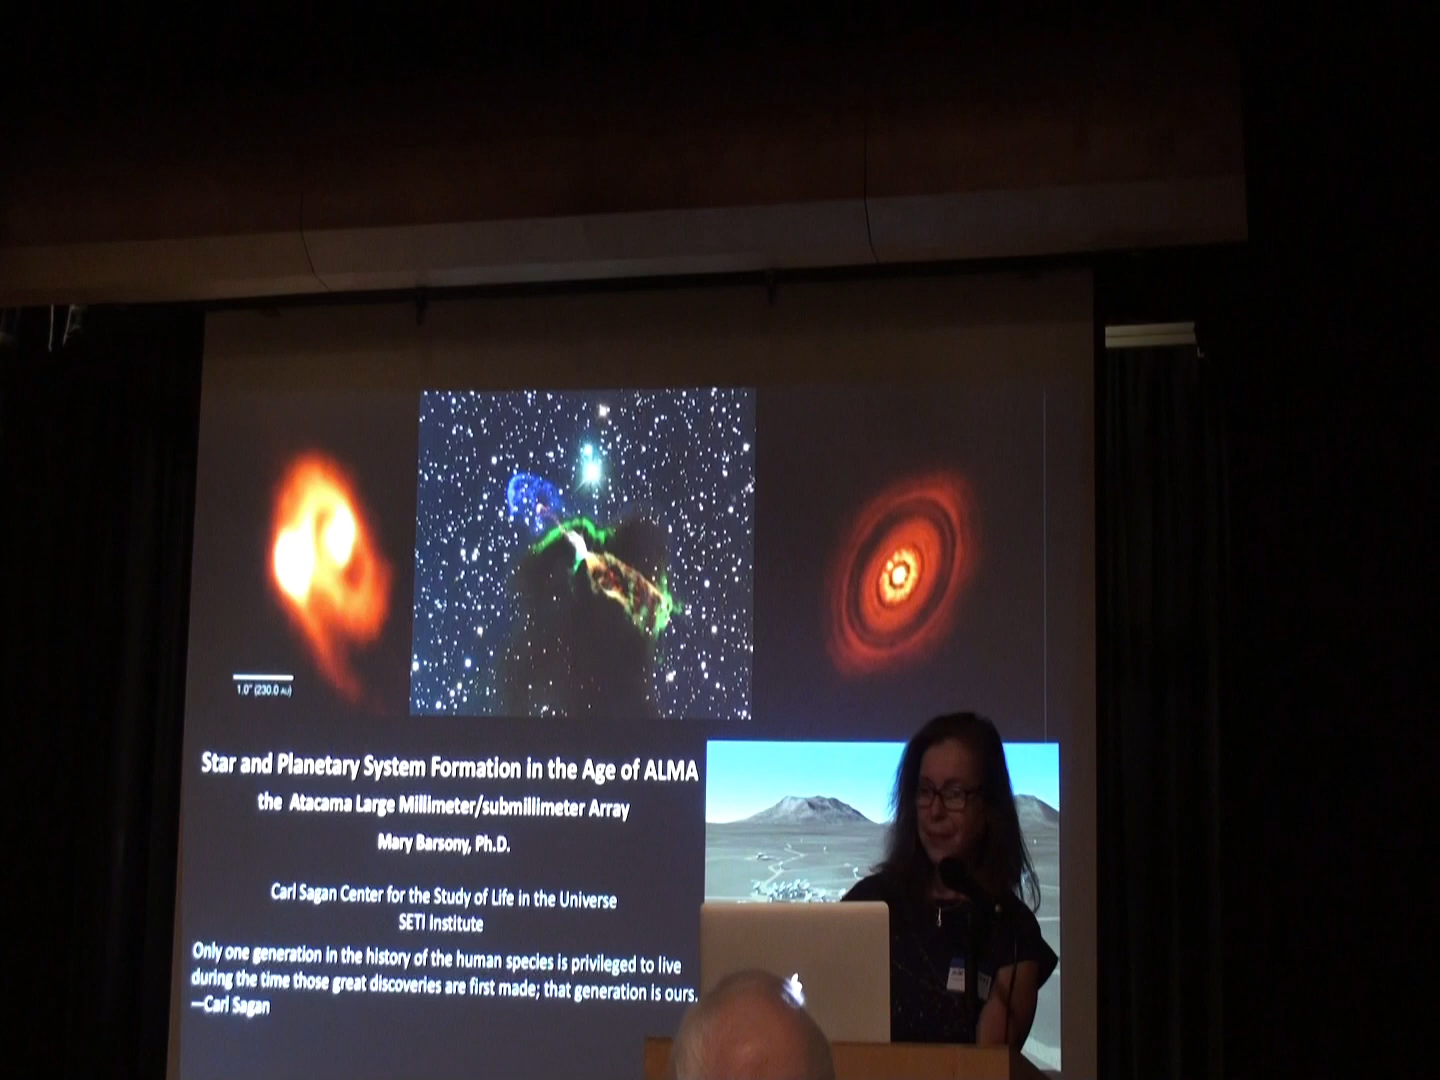 1.0" (230.0 AU)
Star and Planetary System Formation in the Age of ALMA
the Atacama Large Millimeter/submillimeter Array
Mary Barsony, Ph.D.
Carl Sagan Center for the Study of Life in the Universe
SETI Institute
Only one generation in the history of the human species is privileged to live
during the time those great discoveries are first made; that generation is ours.
—Carl Sagan